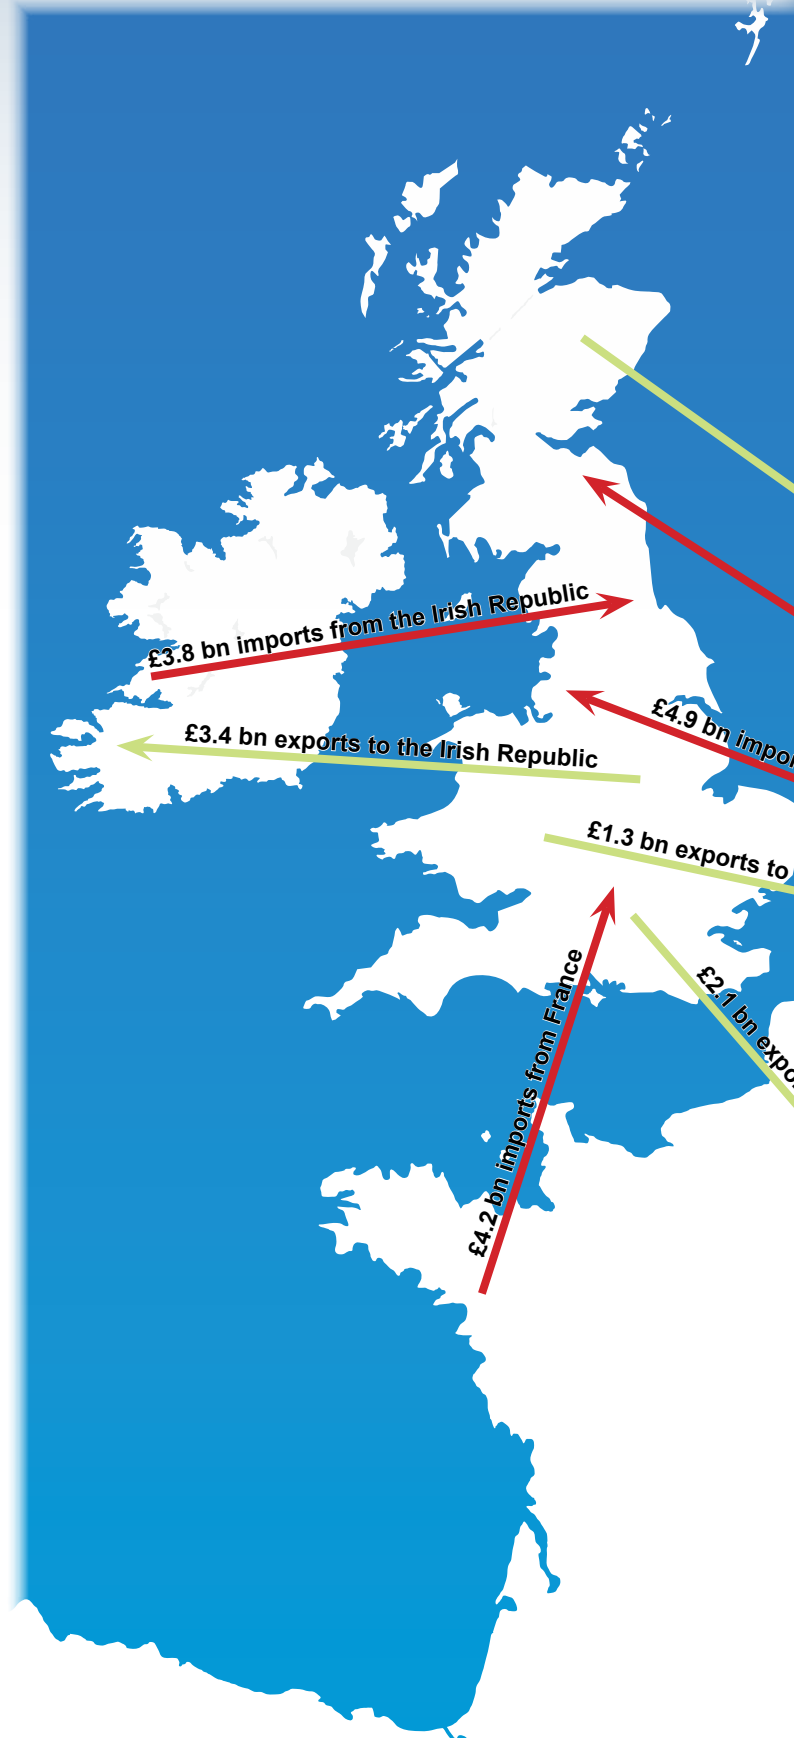 £3.8 bn imports from the Irish Republic
£4.9 bn impor
£3.4 bn exports to the Irish Republic
£1.3 bn exports to
£2.1 bn expo
£4.2 bn imports from France